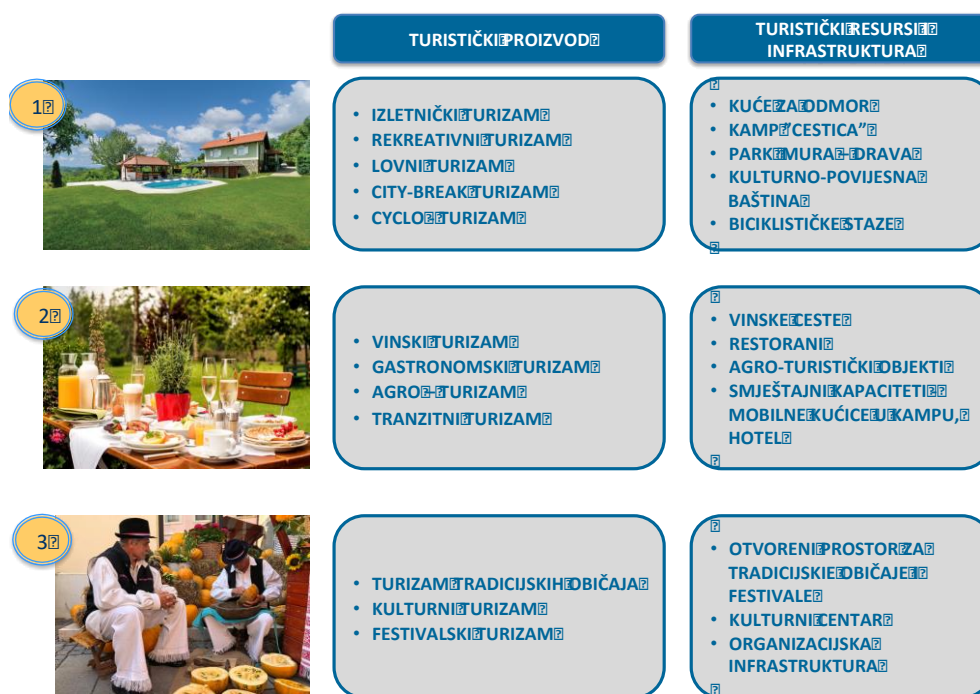 TURISTIČKI PROIZVOD
TURISTIČKI RESURSI I
INFRASTRUKTURA
1
• IZLETNIČKI TURIZAM
• REKREATIVNI TURIZAM
• LOVNI TURIZAM
• CITY-BREAK TURIZAM
• CYCLO - TURIZAM
• KUĆE ZA ODMOR
• KAMP "CESTICA"
• PARK MURA – DRAVA
• KULTURNO-POVIJESNA
BAŠTINA
• BICIKLISTIČKE STAZE
2
• VINSKI TURIZAM
• GASTRONOMSKI TURIZAM
• AGRO – TURIZAM
• TRANZITNI TURIZAM
• VINSKE CESTE
• RESTORANI
• AGRO-TURISTIČKI OBJEKTI
• SMJEŠTAJNI KAPACITETI -
MOBILNE KUĆICE U KAMPU,
HOTEL
3
• TURIZAM TRADICIJSKIH OBIČAJA
• KULTURNI TURIZAM
• FESTIVALSKI TURIZAM
• OTVORENI PROSTOR ZA
TRADICIJSKE OBIČAJE I
FESTIVALE
• KULTURNI CENTAR
• ORGANIZACIJSKA
INFRASTRUKTURA